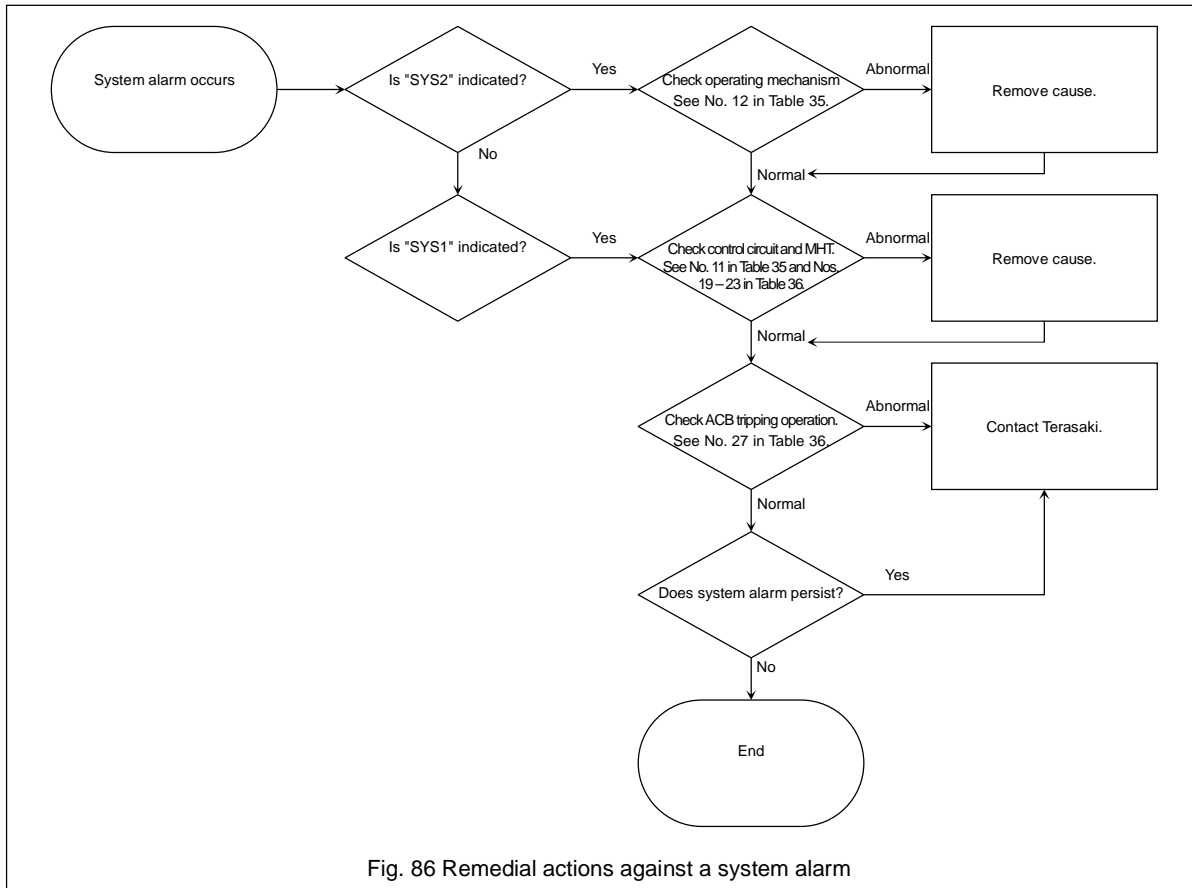 System alarm occurs
Is "SYS2" indicated?
Yes
Check operating mechanism
See No. 12 in Table 35.
Abnormal
Remove cause.
No
Normal
Is "SYS1" indicated?
Yes
Check control circuit and MHT.
See No. 11 in Table 35 and Nos.
19 – 23 in Table 36.
Abnormal
Remove cause.
Normal
Check ACB tripping operation.
See No. 27 in Table 36.
Abnormal
Contact Terasaki.
Normal
Does system alarm persist?
Yes
No
End
Fig. 86 Remedial actions against a system alarm